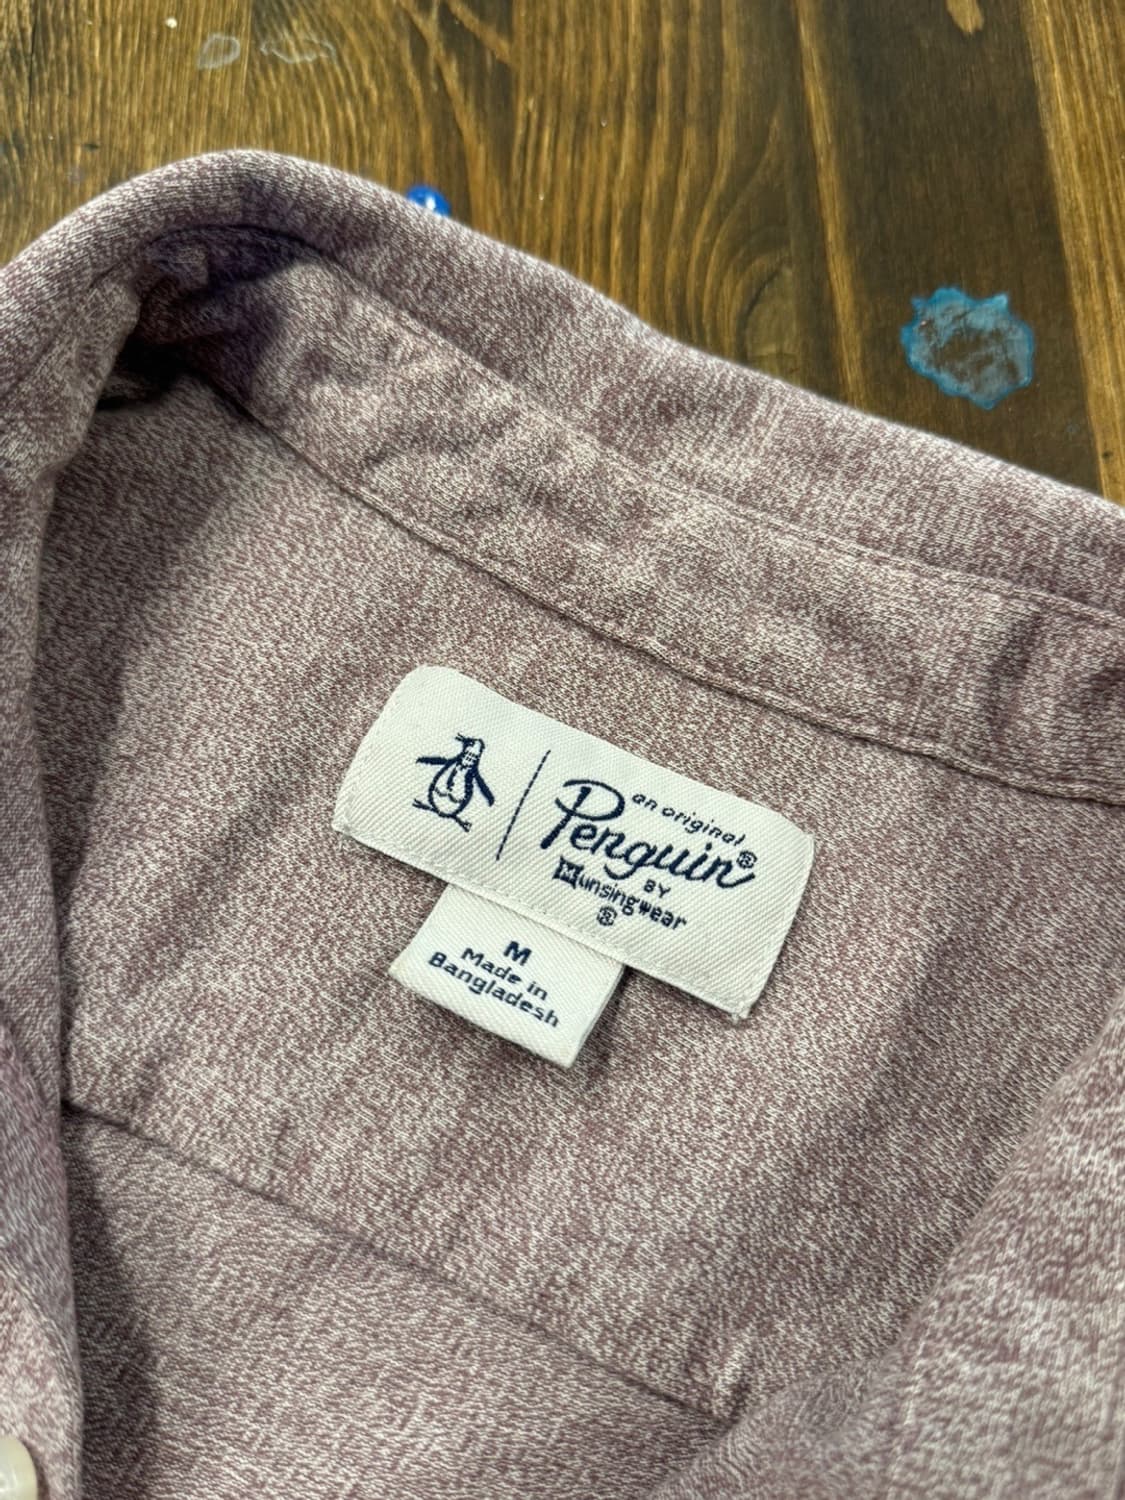 an original
Penguin®
BY
Munsingwear
®
M
Made in
Bangladesh